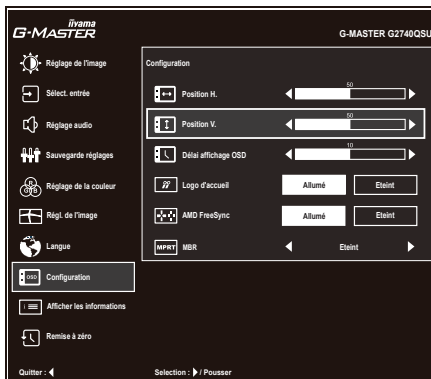 iiyama
G-MASTER
G-MASTER G2740QSU
Réglage de l'image
Sélect. entrée
Réglage audio
Sauvegarde réglages
R
G B
Réglage de la couleur
Régl. de l'image
Langue
OSD
Configuration
i
Afficher les informations
Remise à zéro
Configuration
Position H.
50
Position V.
50
Délai affichage OSD
10
Logo d'accueil
Allumé
Eteint
AMD FreeSync
Allumé
Eteint
MPRT
MBR
Eteint
Quitter :
Selection : / Pousser